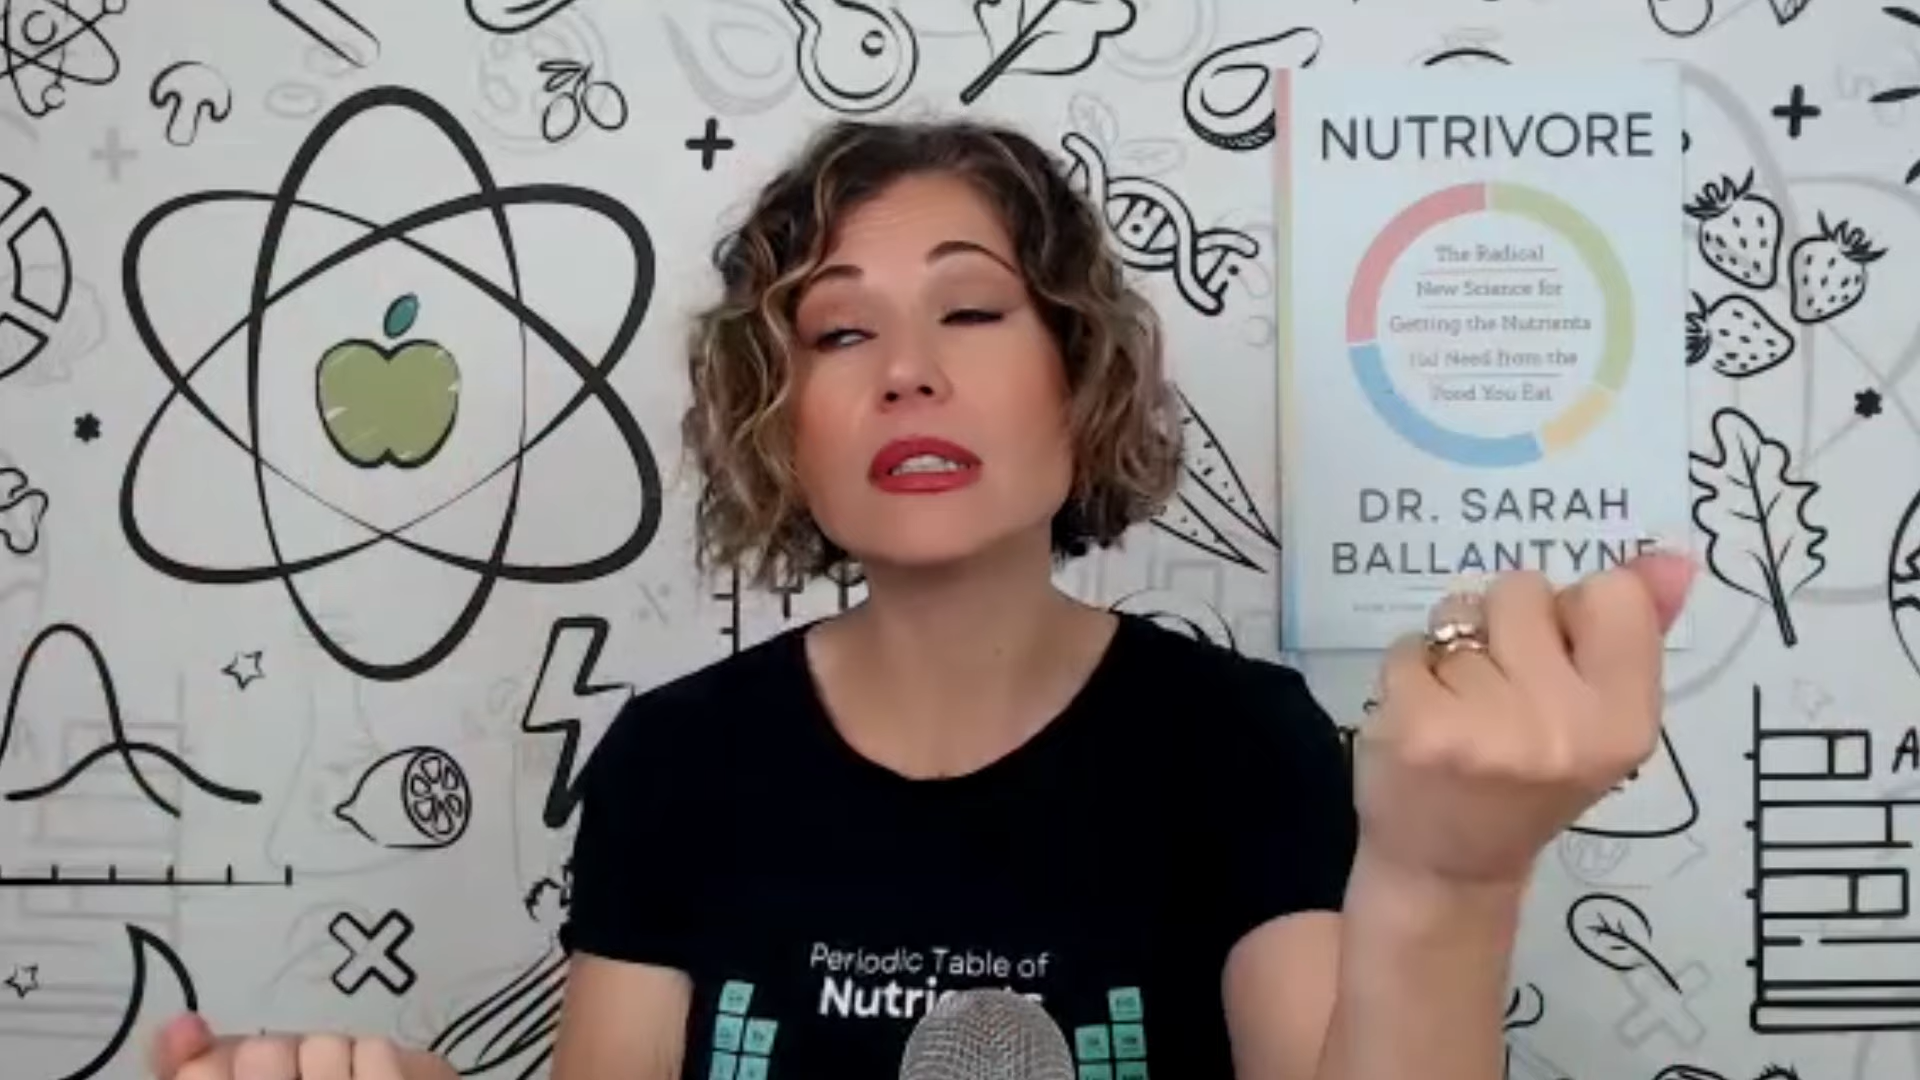 NUTRIVORE
The Radical
New Science for
Getting the Nutrients
You Need from the
Food You Eat
DR. SARAH
BALLANTYNE
Periodic Table of
Nutrients
A